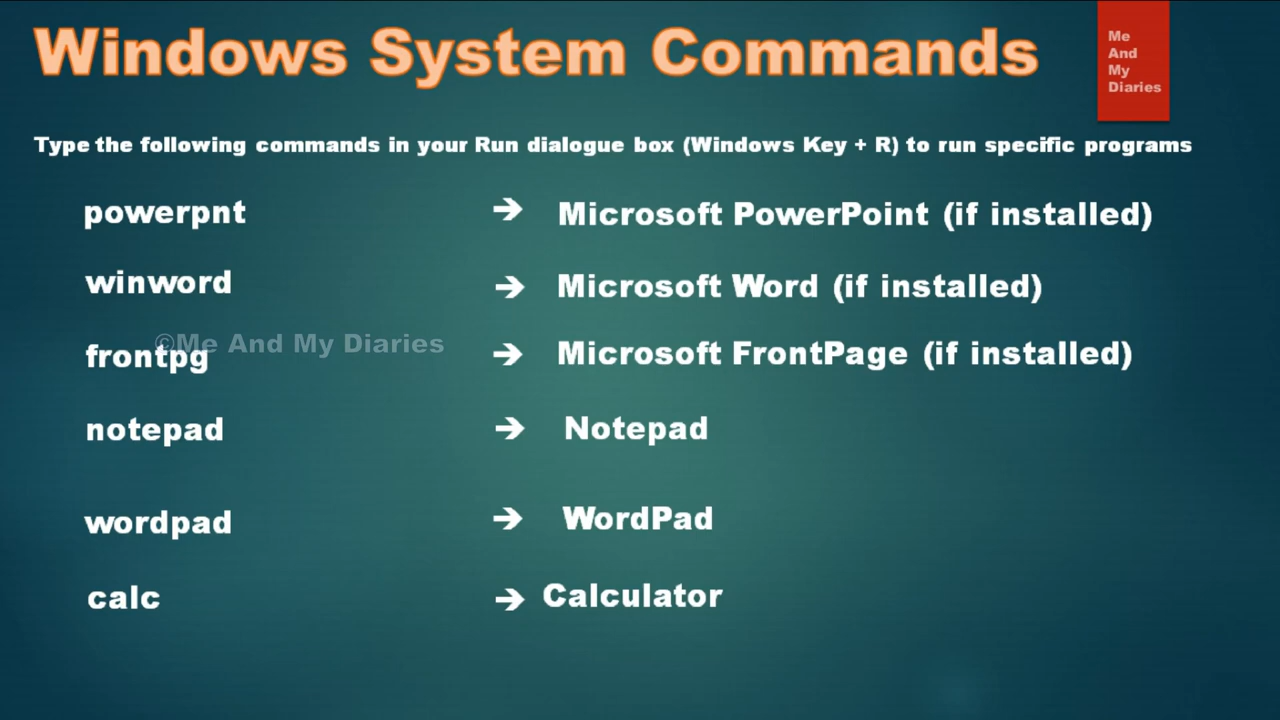 Windows System Commands
Me
And
My
Diaries
Type the following commands in your Run dialogue box (Windows Key + R) to run specific programs
powerpnt ➔ Microsoft PowerPoint (if installed)
winword ➔ Microsoft Word (if installed)
©Me And My Diaries
frontpg ➔ Microsoft FrontPage (if installed)
notepad ➔ Notepad
wordpad ➔ WordPad
calc ➔ Calculator